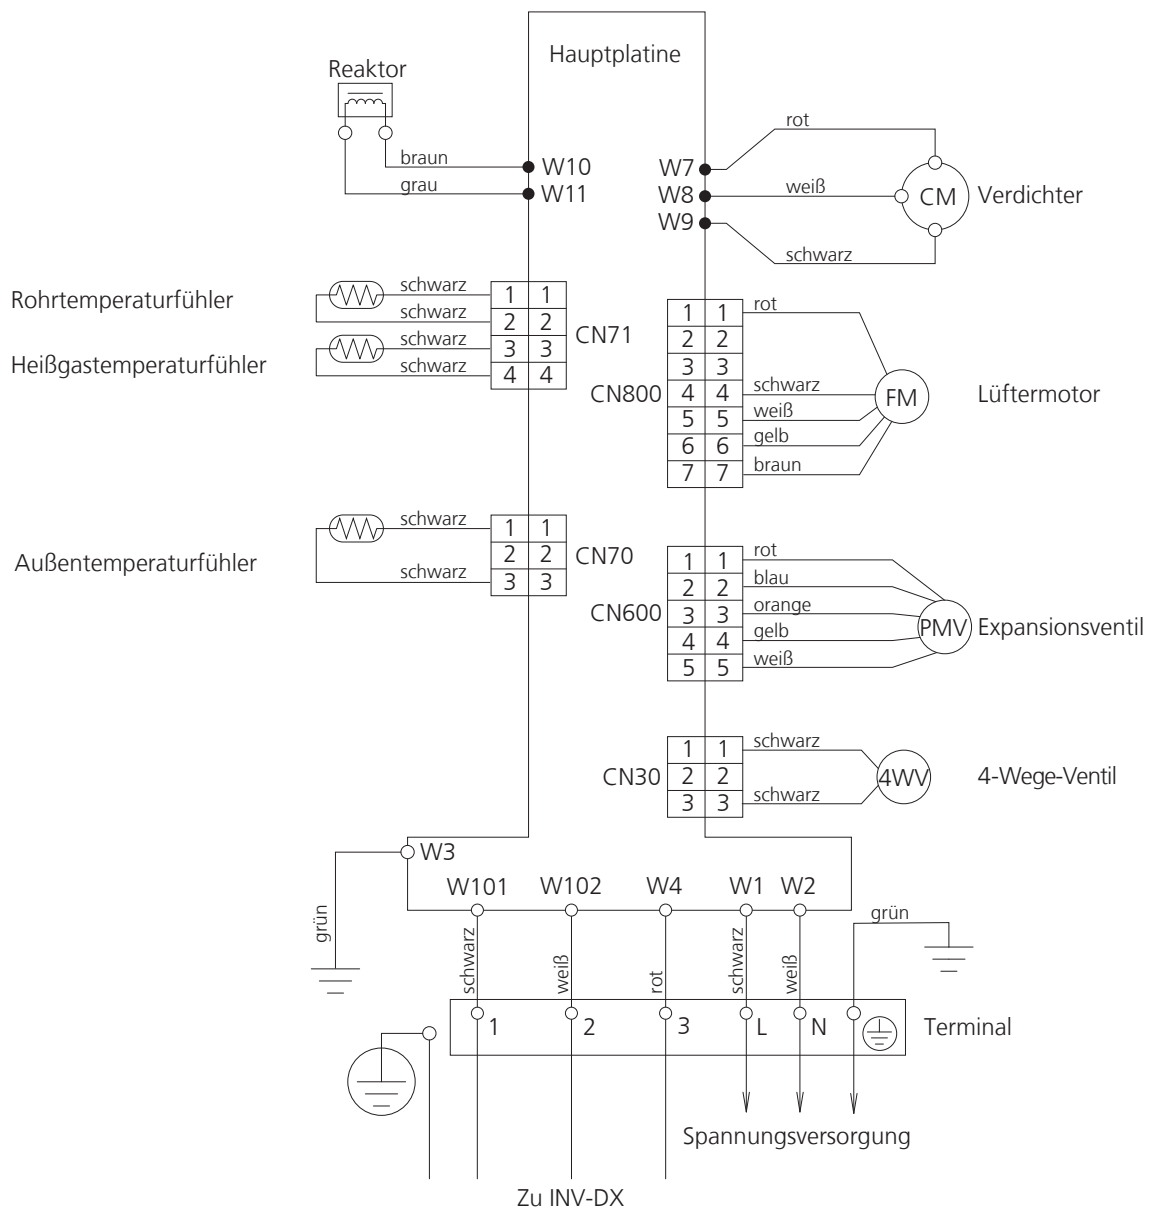 Hauptplatine
Reaktor
braun
grau
W10
W11
W7
W8
W9
rot
weiß
schwarz
CM
Verdichter
Rohrtemperaturfühler
Heißgastemperaturfühler
schwarz
schwarz
schwarz
schwarz
1 1
2 2
3 3
4 4
CN71
CN800
1 1
2 2
3 3
4 4
5 5
6 6
7 7
rot
schwarz
weiß
gelb
braun
FM
Lüftermotor
Außentemperaturfühler
schwarz
schwarz
1 1
2 2
3 3
CN70
CN600
1 1
2 2
3 3
4 4
5 5
rot
blau
orange
gelb
weiß
PMV
Expansionsventil
CN30
1 1
2 2
3 3
schwarz
schwarz
4WV
4-Wege-Ventil
W3
W101 W102 W4 W1 W2
grün
schwarz
weiß
rot
schwarz
weiß
grün
1 2 3 L N
Terminal
Spannungsversorgung
Zu INV-DX